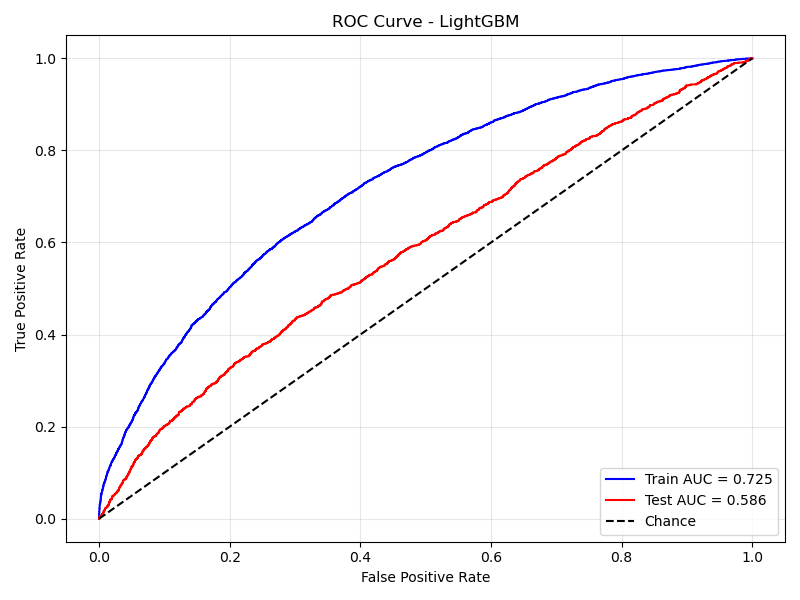 ROC Curve - LightGBM
True Positive Rate
1.0
0.8
0.6
0.4
0.2
0.0
Train AUC = 0.725
Test AUC = 0.586
Chance
0.0 0.2 0.4 0.6 0.8 1.0
False Positive Rate